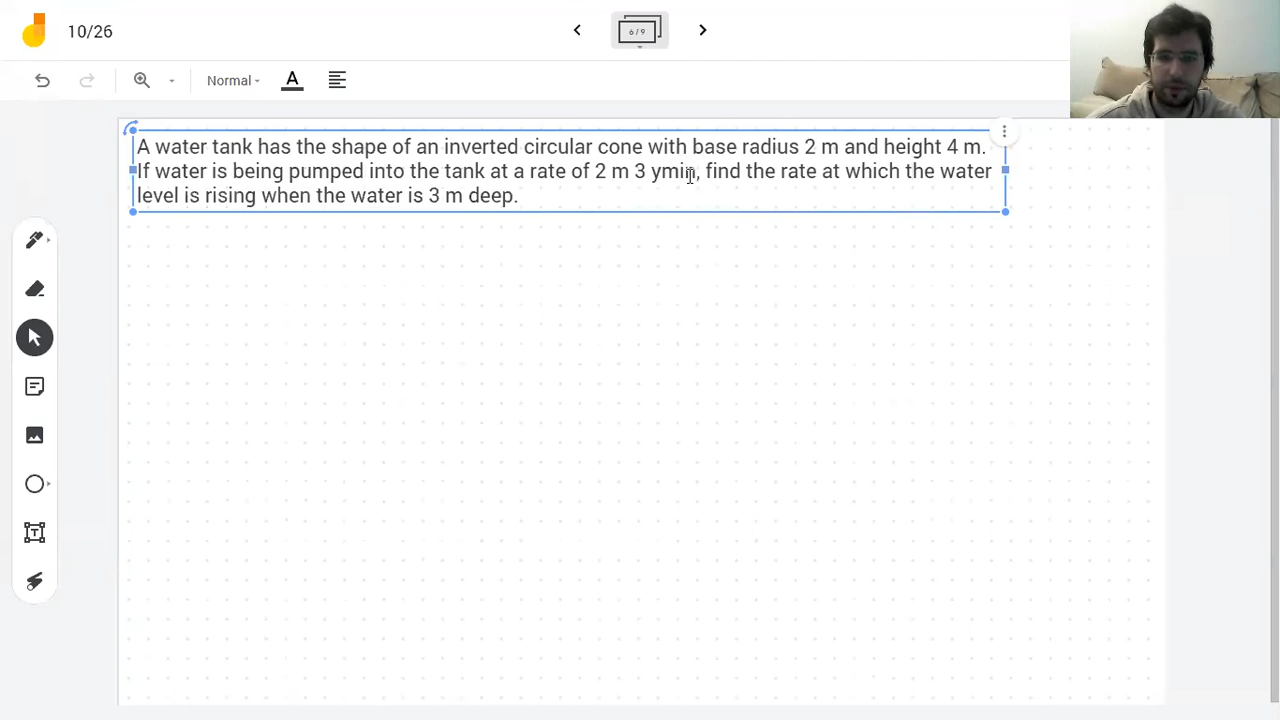 10/26
6 / 9
Normal
A
A water tank has the shape of an inverted circular cone with base radius 2 m and height 4 m.
If water is being pumped into the tank at a rate of 2 m 3 ymin, find the rate at which the water
level is rising when the water is 3 m deep.